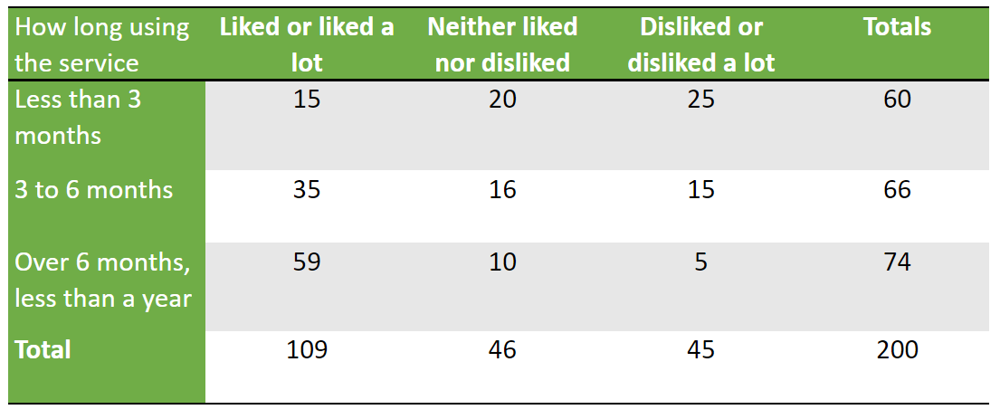 How long using the service Liked or liked a lot Neither liked nor disliked Disliked or disliked a lot Totals
Less than 3 months 15 20 25 60
3 to 6 months 35 16 15 66
Over 6 months, less than a year 59 10 5 74
Total 109 46 45 200